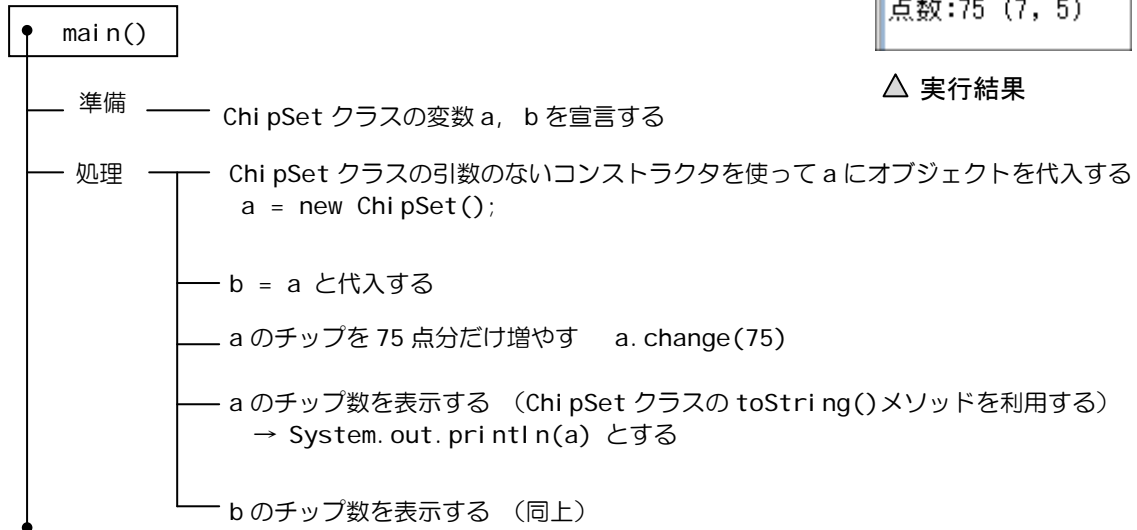 点数:75 (7, 5)
main()
△ 実行結果
準備
ChipSet クラスの変数 a, b を宣言する
処理
ChipSet クラスの引数のないコンストラクタを使って a にオブジェクトを代入する
a = new ChipSet();
b = a と代入する
a のチップを 75 点分だけ増やす a.change(75)
a のチップ数を表示する （ChipSet クラスの toString()メソッドを利用する）
→ System.out.println(a) とする
b のチップ数を表示する （同上）